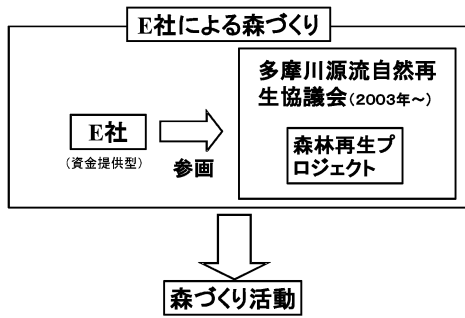 E社による森づくり
多摩川源流自然再
生協議会(2003年～)
E社
(資金提供型)
参画
森林再生プ
ロジェクト
森づくり活動